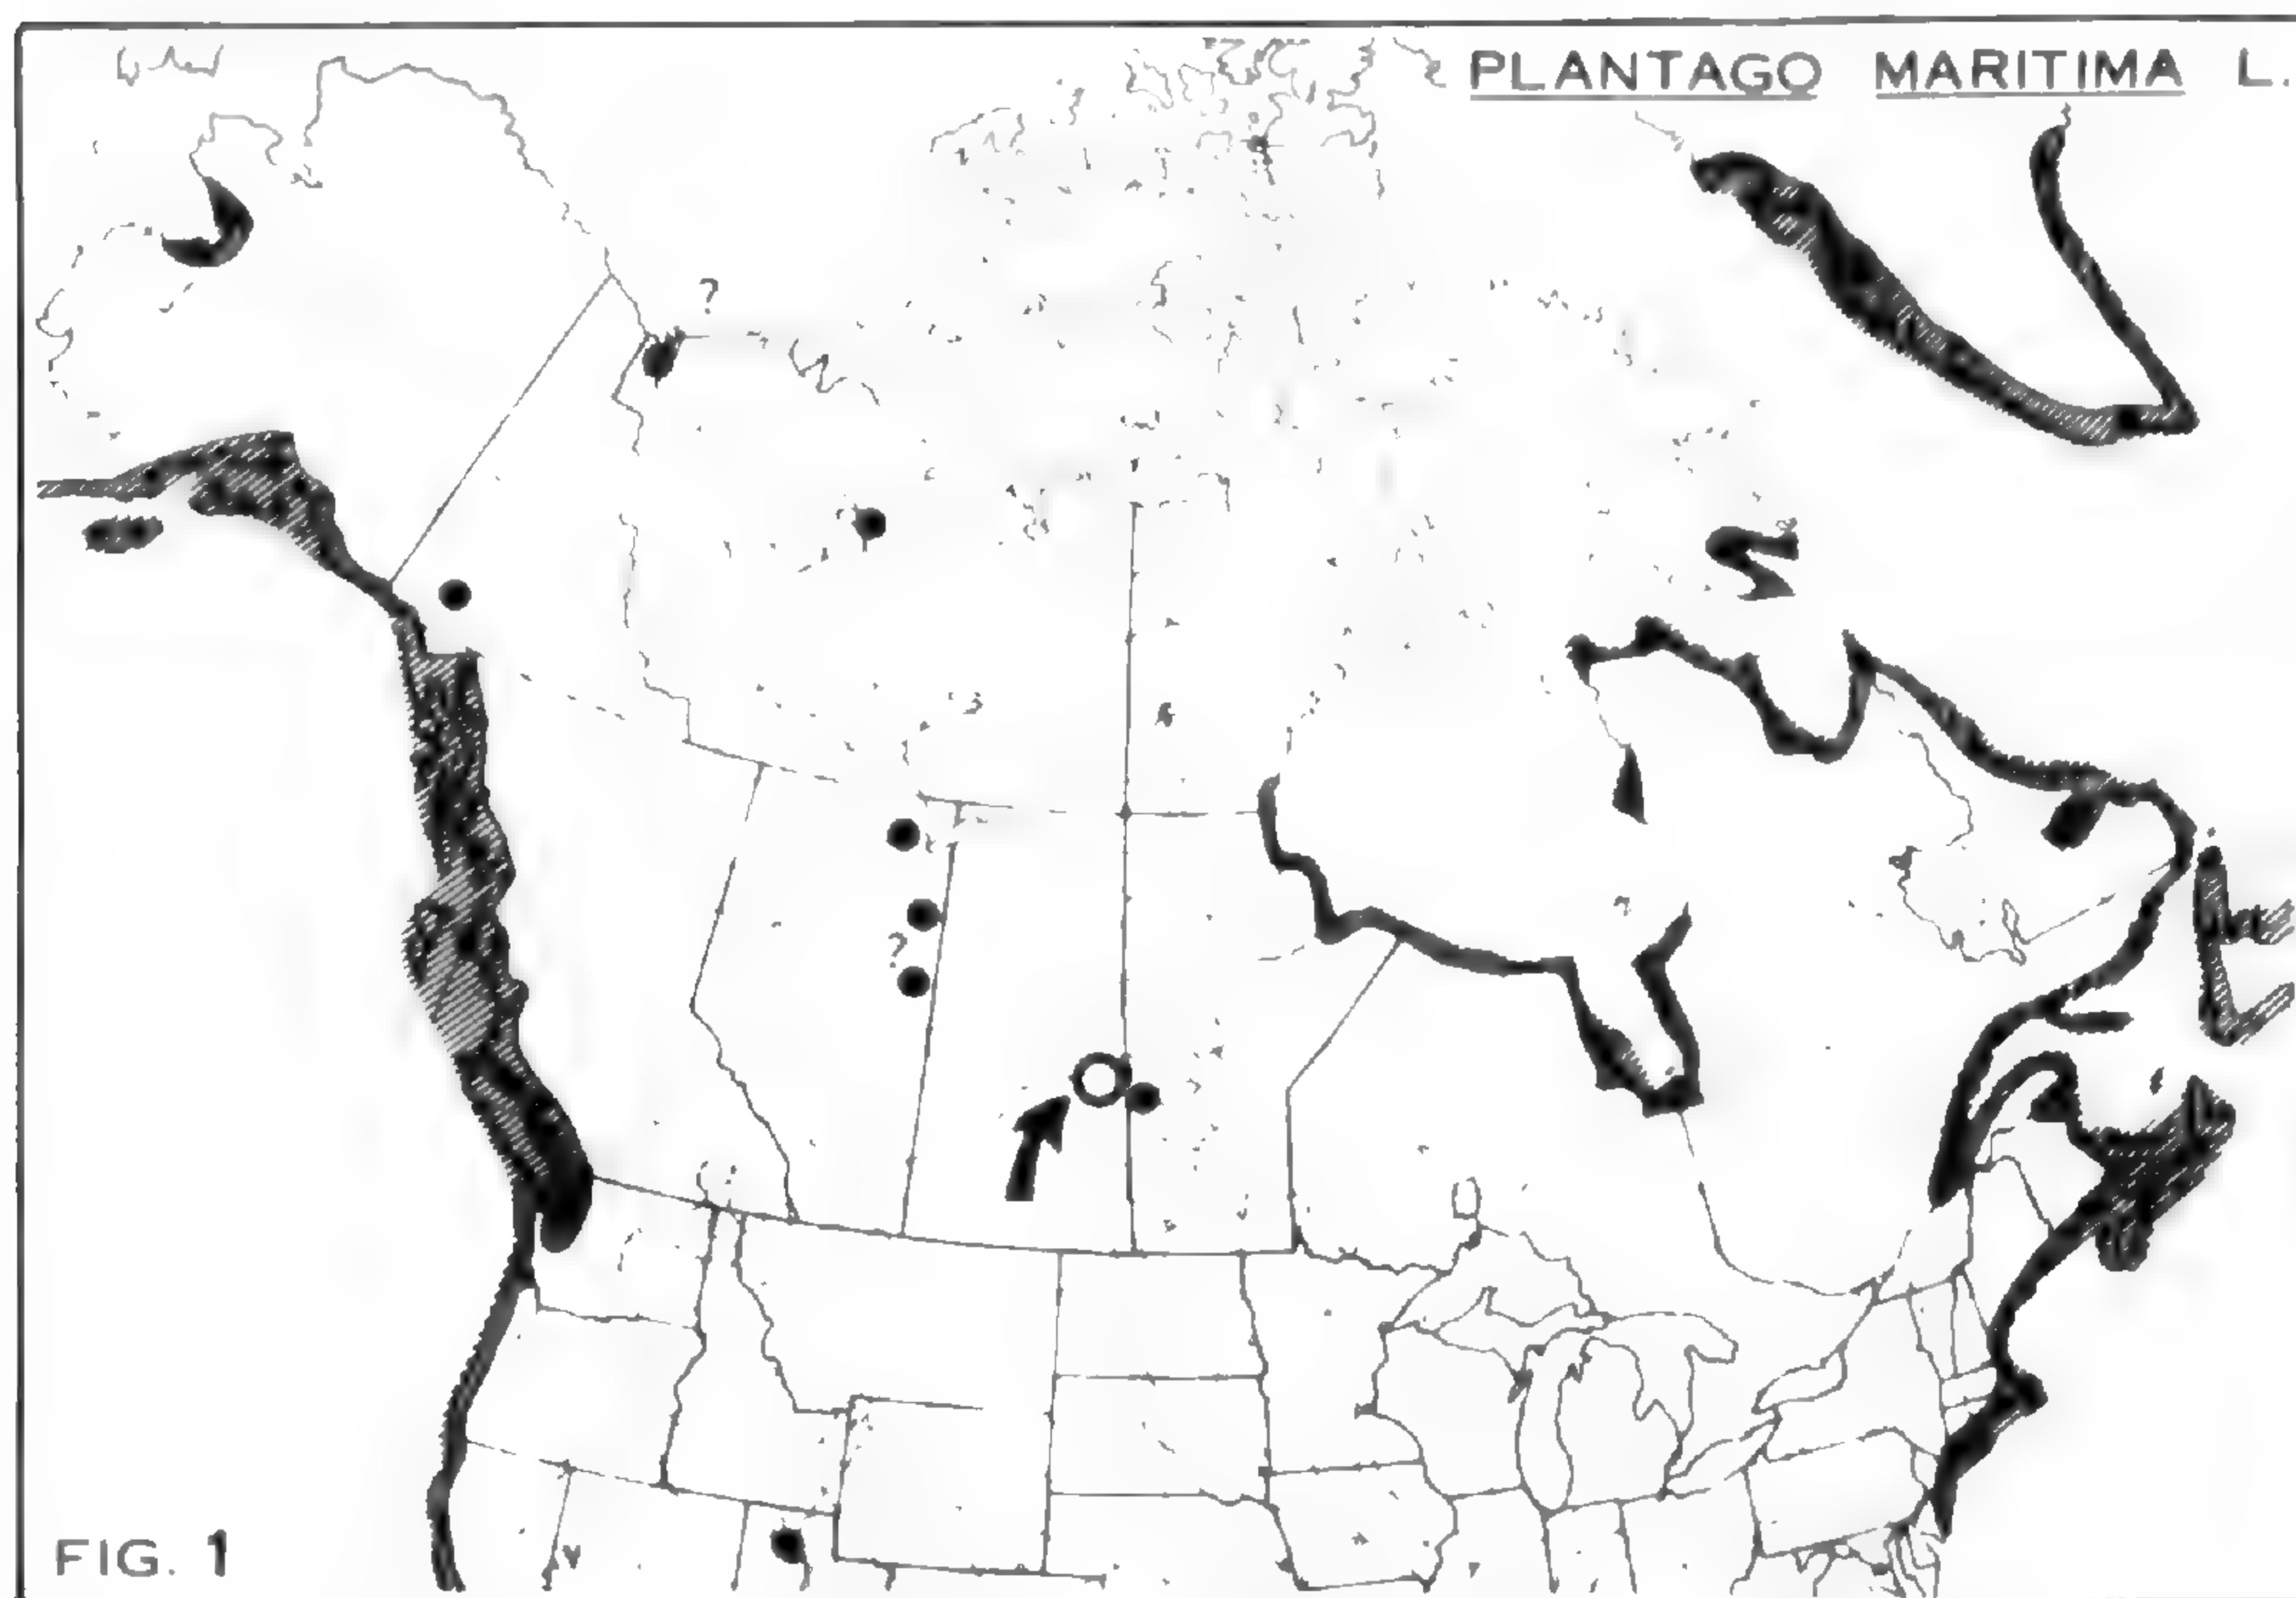 PLANTAGO MARITIMA L.
?
?
FIG. 1